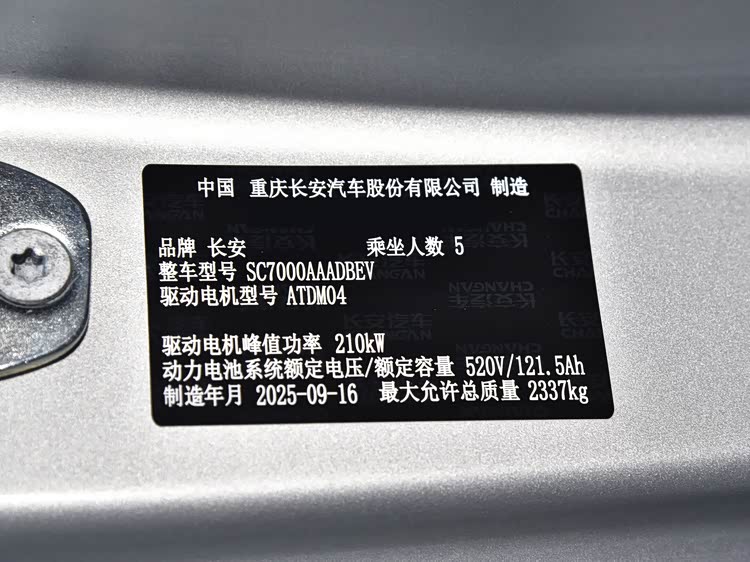 中国 重庆长安汽车股份有限公司 制造
品牌 长安 乘坐人数 5
整车型号 SC7000AAADBEV
驱动电机型号 ATDM04
驱动电机峰值功率 210kW
动力电池系统额定电压/额定容量 520V/121.5Ah
制造年月 2025-09-16 最大允许总质量 2337kg